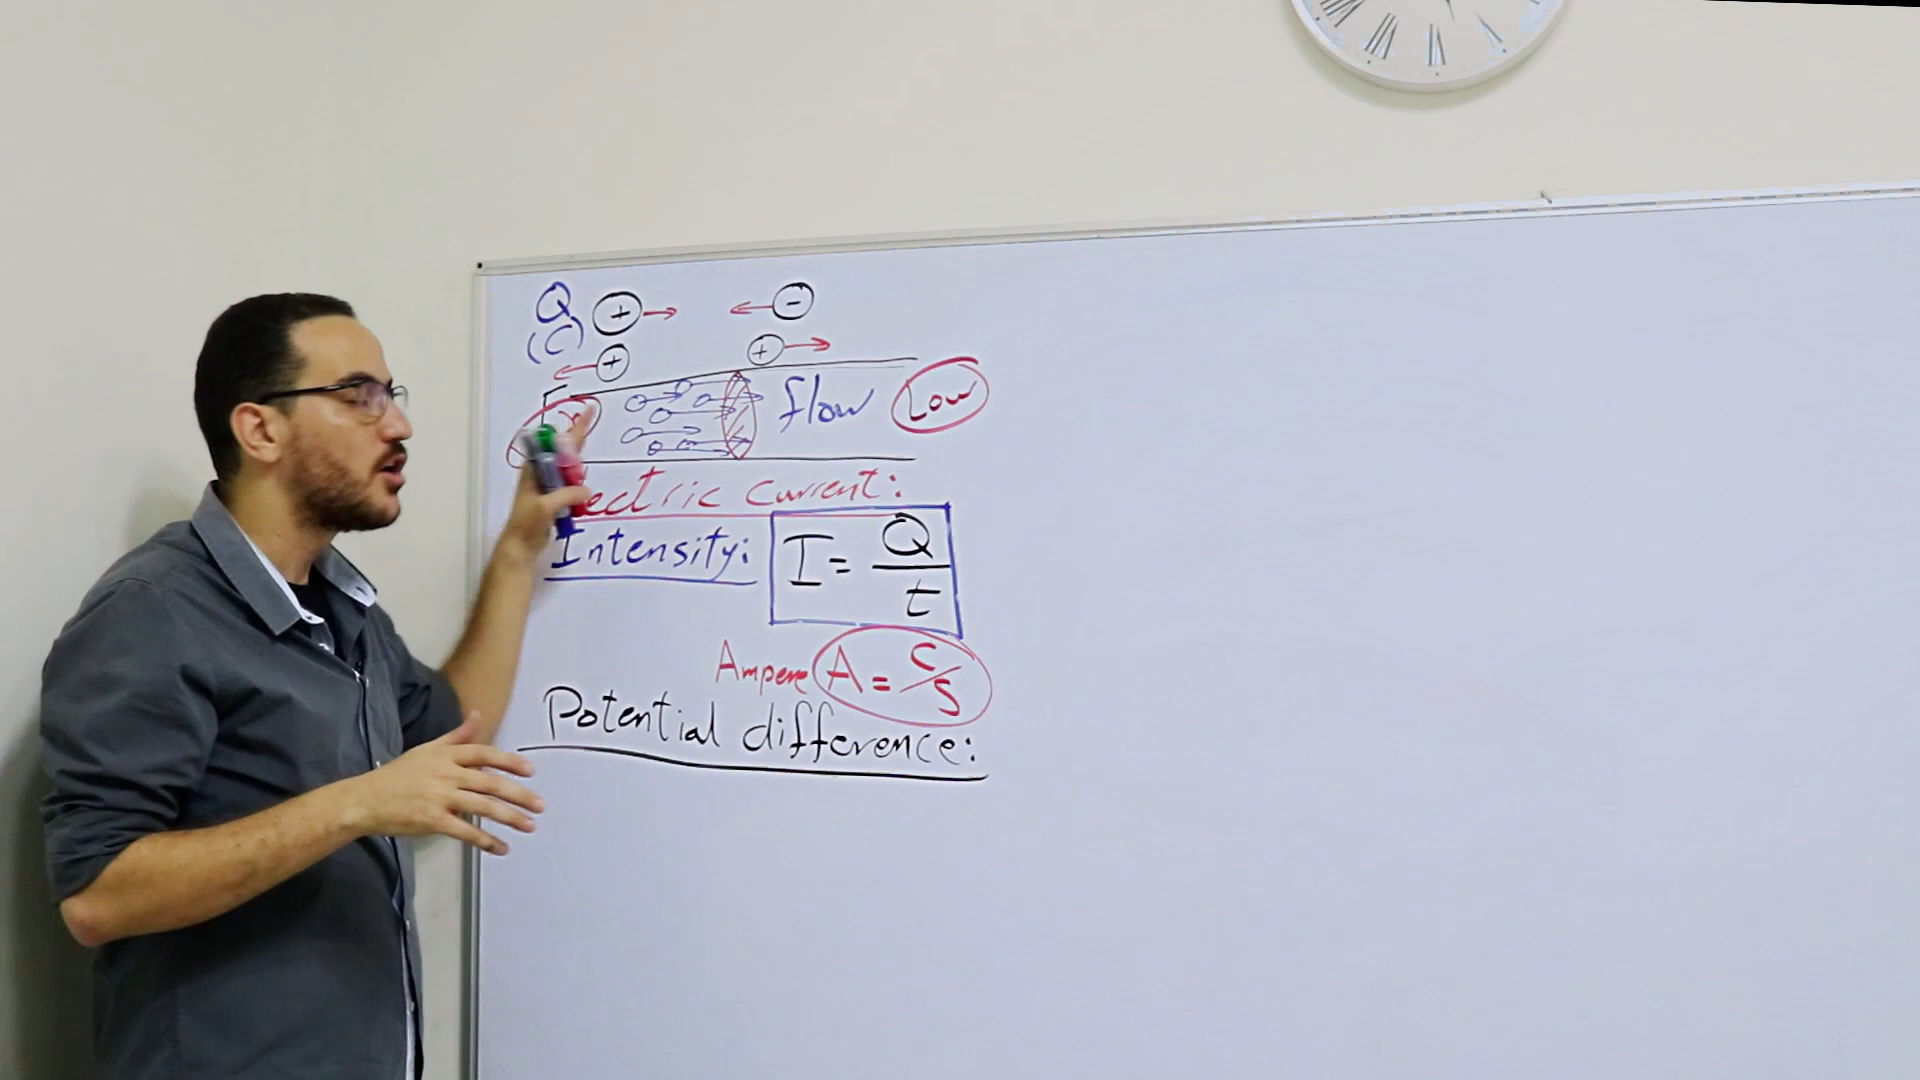 Q + → ← -
(C) ← + + →
flow Low
ectric current:
Intensity: I = Q/t
Ampere A = C/S
Potential difference: